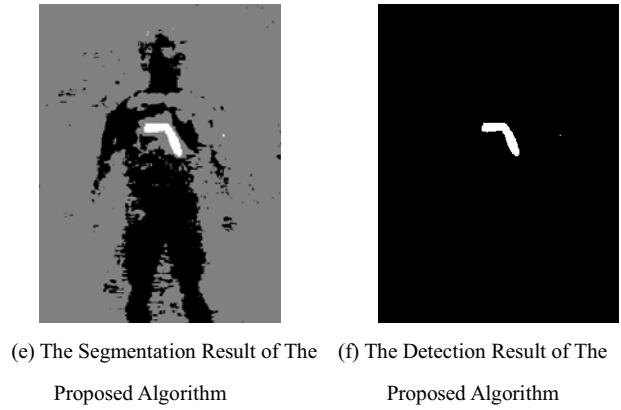 (e) The Segmentation Result of The
Proposed Algorithm
(f) The Detection Result of The
Proposed Algorithm